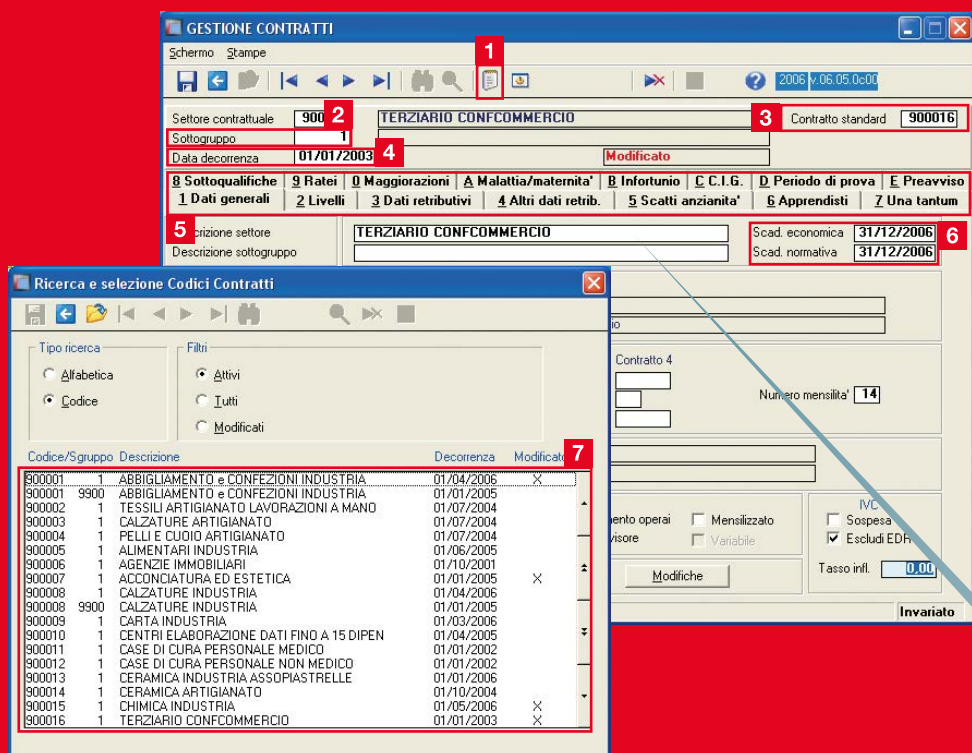 GESTIONE CONTRATTI
Schermo Stampe
1
2006 v.06.05.0c00
Settore contrattuale 900 2 TERZIARIO CONFCOMMERCIO 3 Contratto standard 900016
Sottogruppo 1
Data decorrenza 01/01/2003 4 Modificato
8 Sottoqualifiche 9 Ratei 0 Maggiorazioni A Malattia/maternita' B Infortunio C C.I.G. D Periodo di prova E Preavviso
1 Dati generali 2 Livelli 3 Dati retributivi 4 Altri dati retrib. 5 Scatti anzianita' 6 Apprendisti 7 Una tantum
5 crizione settore TERZIARIO CONFCOMMERCIO Scad. economica 31/12/2006 6
Descrizione sottogruppo Scad. normativa 31/12/2006
io
Contratto 4
Numero mensilita' 14
mento operai Mensilizzato
visore Variabile
IVC
Sospesa
Escludi EDR
Modifiche
Tasso infl. 0,00
Invariato
Ricerca e selezione Codici Contratti
Tipo ricerca Filtri
Alfabetica Attivi
Codice Tutti
Modificati
Codice/Sgruppo Descrizione Decorrenza Modificato 7
900001 1 ABBIGLIAMENTO e CONFEZIONI INDUSTRIA 01/04/2006 X
900001 9900 ABBIGLIAMENTO e CONFEZIONI INDUSTRIA 01/01/2005
900002 1 TESSILI ARTIGIANATO LAVORAZIONI A MANO 01/07/2004
900003 1 CALZATURE ARTIGIANATO 01/07/2004
900004 1 PELLI E CUOIO ARTIGIANATO 01/07/2004
900005 1 ALIMENTARI INDUSTRIA 01/06/2005
900006 1 AGENZIE IMMOBILIARI 01/10/2001
900007 1 ACCONCIATURA ED ESTETICA 01/01/2005 X
900008 1 CALZATURE INDUSTRIA 01/04/2006
900008 9900 CALZATURE INDUSTRIA 01/01/2005
900009 1 CARTA INDUSTRIA 01/03/2006
900010 1 CENTRI ELABORAZIONE DATI FINO A 15 DIPEN 01/04/2005
900011 1 CASE DI CURA PERSONALE MEDICO 01/01/2002
900012 1 CASE DI CURA PERSONALE NON MEDICO 01/01/2002
900013 1 CERAMICA INDUSTRIA ASSOPIASTRELLE 01/01/2006
900014 1 CERAMICA ARTIGIANATO 01/10/2004
900015 1 CHIMICA INDUSTRIA 01/05/2006 X
900016 1 TERZIARIO CONFCOMMERCIO 01/01/2003 X